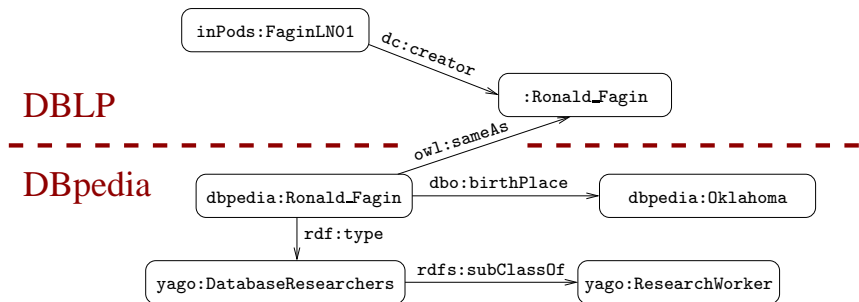 inPods:FaginLN01
dc:creator
:Ronald_Fagin
DBLP
owl:sameAs
DBpedia
dbpedia:Ronald_Fagin
dbo:birthPlace
dbpedia:Oklahoma
rdf:type
yago:DatabaseResearchers
rdfs:subClassOf
yago:ResearchWorker